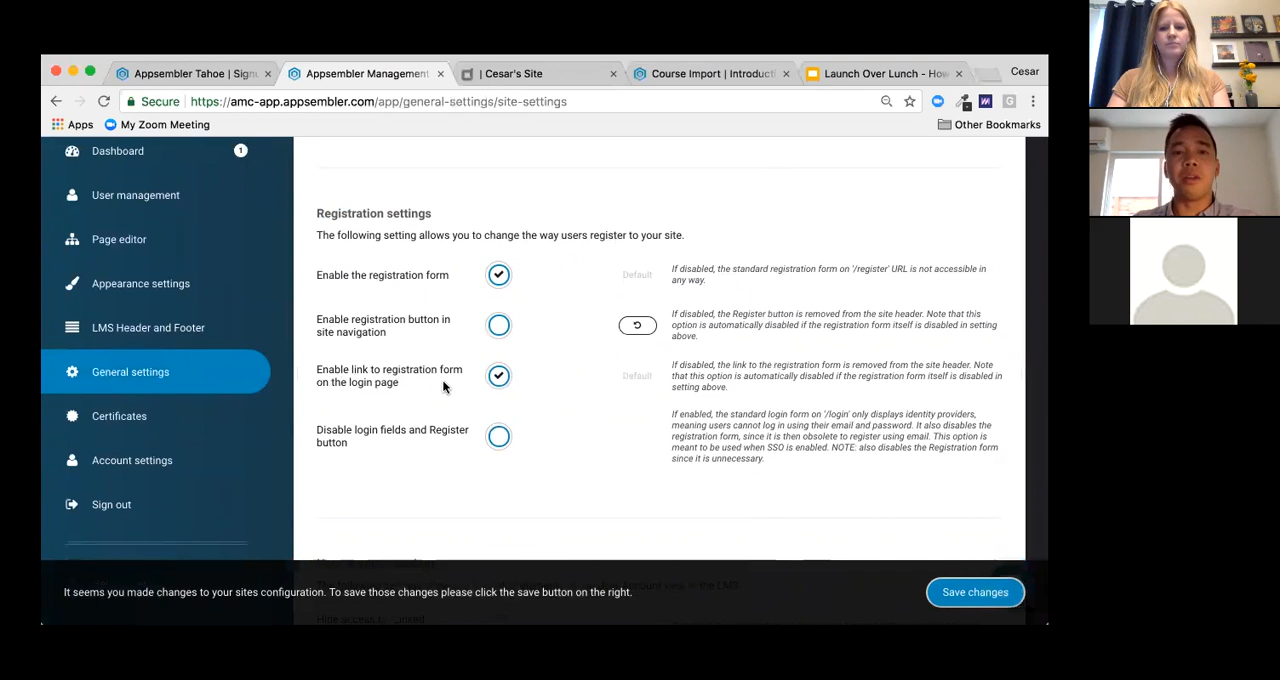 Appsembler Tahoe | Sign
Appsembler Management
| Cesar's Site
Course Import | Introducti
Launch Over Lunch - How
Cesar
Secure
https://amc-app.appsembler.com/app/general-settings/site-settings
Apps
My Zoom Meeting
Other Bookmarks
Dashboard
1
User management
Page editor
Appearance settings
LMS Header and Footer
General settings
Certificates
Account settings
Sign out
Registration settings
The following setting allows you to change the way users register to your site.
Enable the registration form
Default
If disabled, the standard registration form on '/register' URL is not accessible in
any way.
Enable registration button in
site navigation
If disabled, the Register button is removed from the site header. Note that this
option is automatically disabled if the registration form itself is disabled in setting
above.
Enable link to registration form
on the login page
Default
If disabled, the link to the registration form is removed from the site header. Note
that this option is automatically disabled if the registration form itself is disabled in
setting above.
Disable login fields and Register
button
If enabled, the standard login form on '/login' only displays identity providers,
meaning users cannot log in using their email and password. It also disables the
registration form, since it is then obsolete to register using email. This option is
meant to be used when SSO is enabled. NOTE: also disables the Registration form
since it is unnecessary.
It seems you made changes to your sites configuration. To save those changes please click the save button on the right.
Save changes